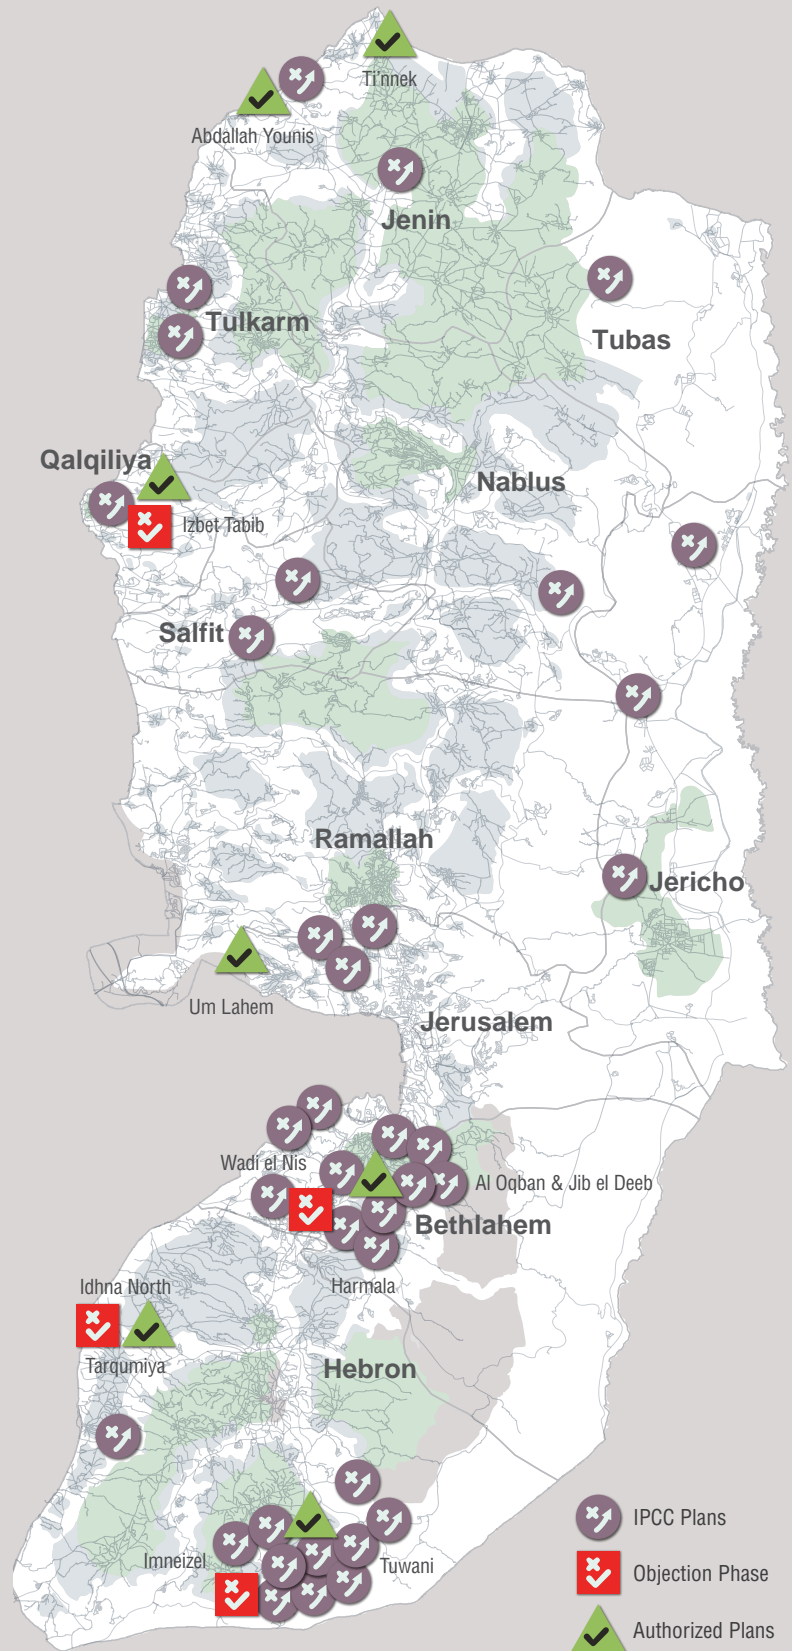 Ti'nnek
Abdallah Younis
Jenin
Tulkarm
Tubas
Qalqiliya
Nablus
Izbet Tabib
Salfit
Ramallah
Jericho
Um Lahem
Jerusalem
Wadi el Nis
Al Oqban & Jib el Deeb
Bethlahem
Harmala
Idhna North
Tarqumiya
Hebron
Imneizel
Tuwani
IPCC Plans
Objection Phase
Authorized Plans